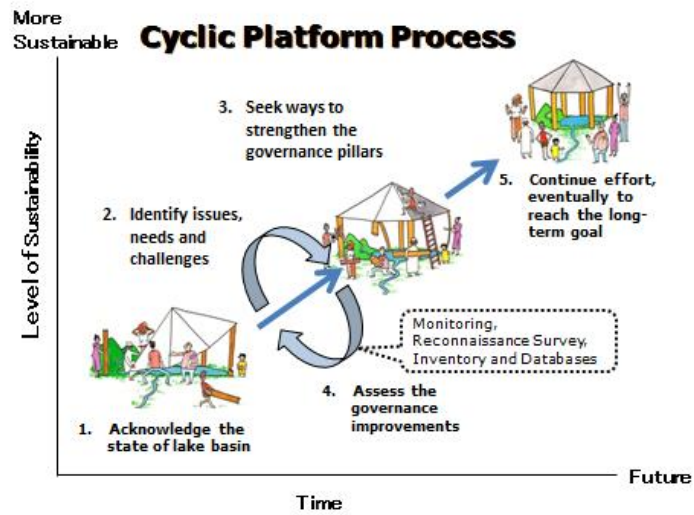 More
Sustainable
Cyclic Platform Process
Level of Sustainability
3. Seek ways to
strengthen the
governance pillars
2. Identify issues,
needs and
challenges
5. Continue effort,
eventually to
reach the long-
term goal
Monitoring,
Reconnaissance Survey,
Inventory and Databases
4. Assess the
governance
improvements
1. Acknowledge the
state of lake basin
Future
Time